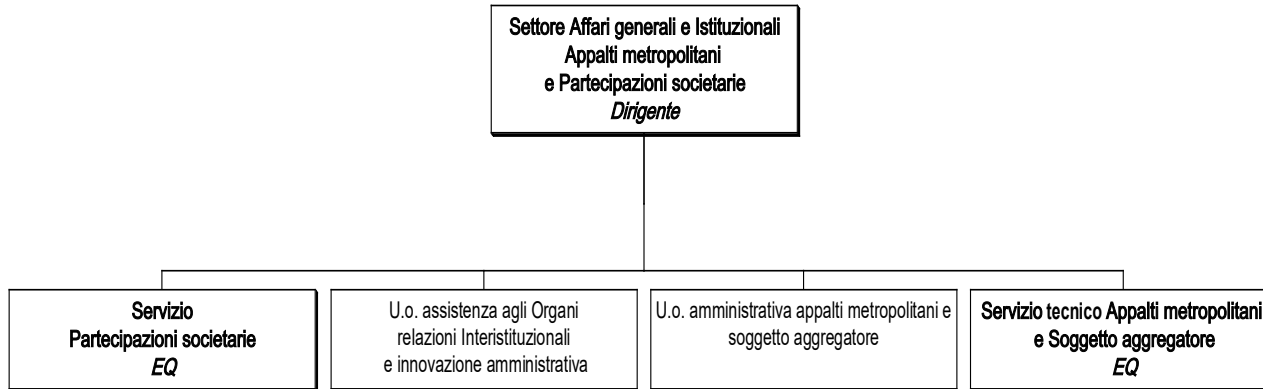 Settore Affari generali e Istituzionali
Appalti metropolitani
e Partecipazioni societarie
Dirigente
Servizio
Partecipazioni societarie
EQ
U.o. assistenza agli Organi
relazioni Interistituzionali
e innovazione amministrativa
U.o. amministrativa appalti metropolitani e
soggetto aggregatore
Servizio tecnico Appalti metropolitani
e Soggetto aggregatore
EQ